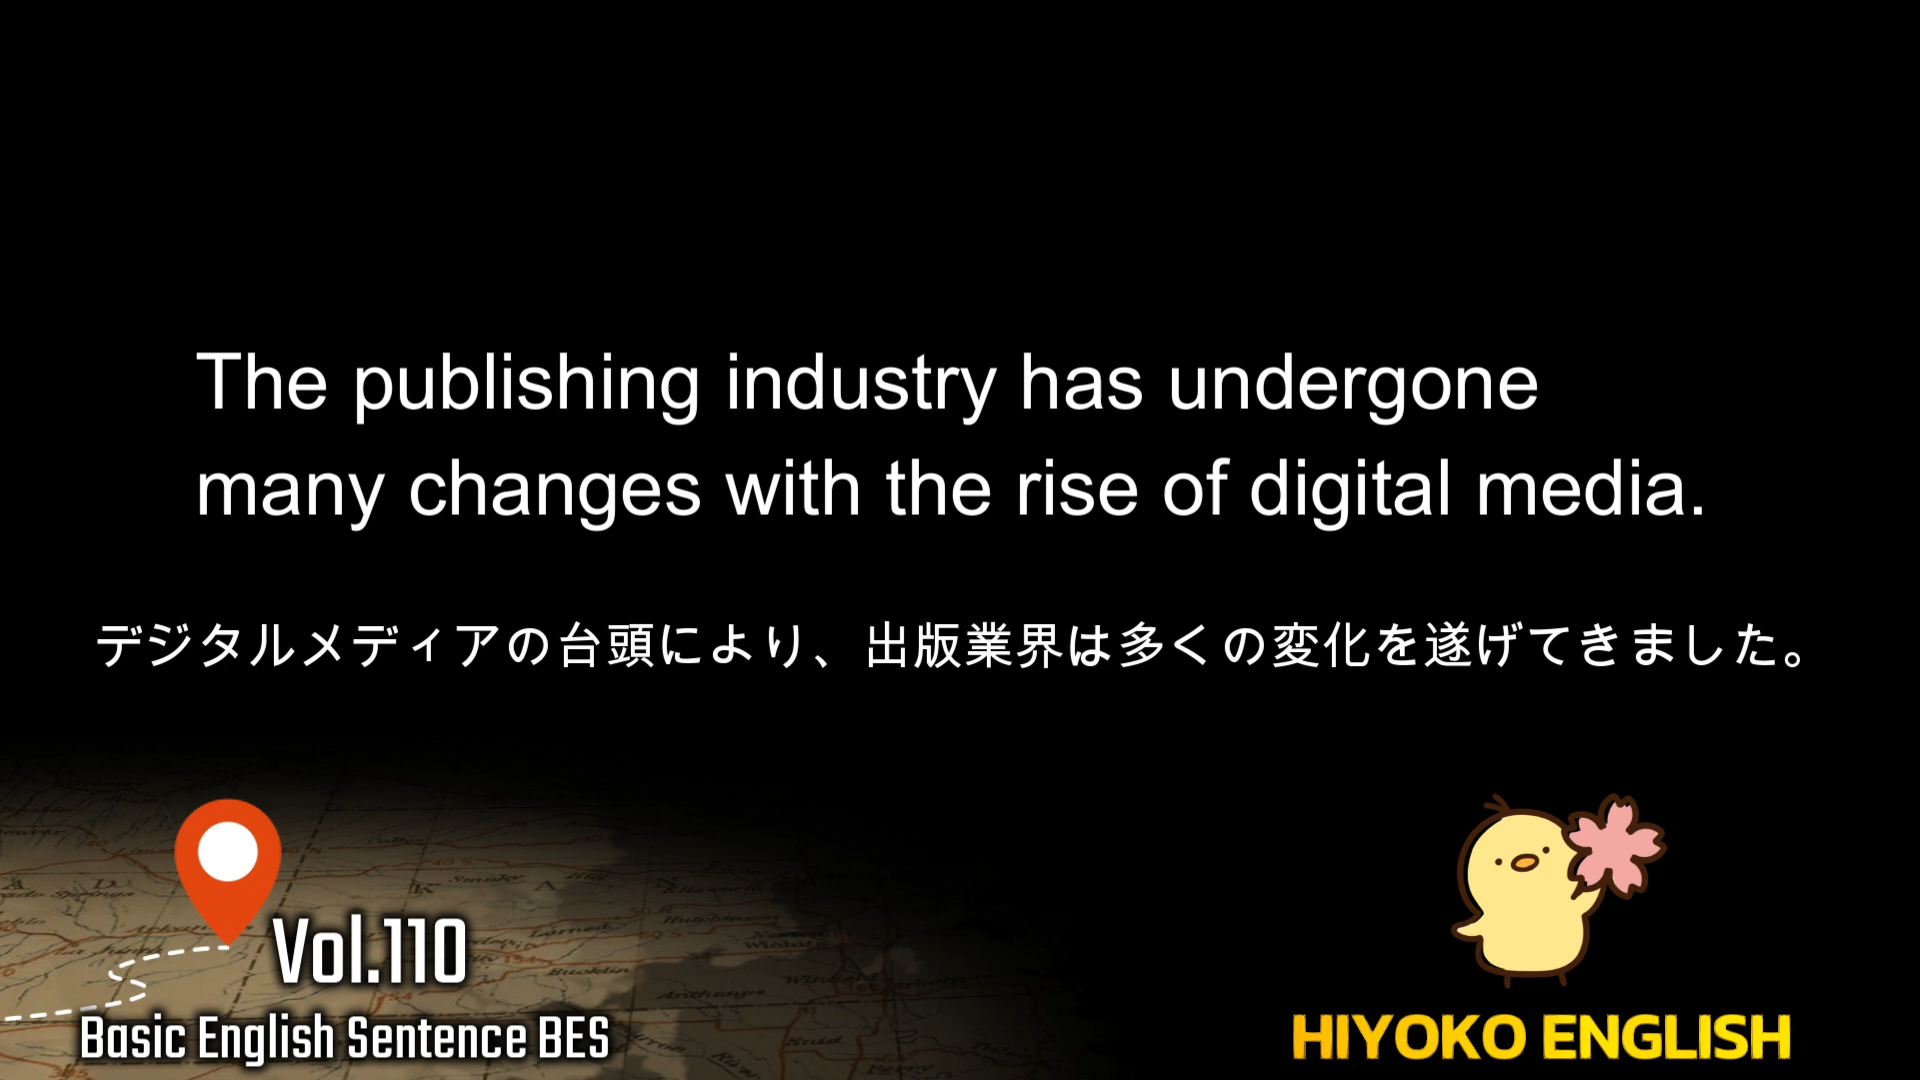 The publishing industry has undergone
many changes with the rise of digital media.
デジタルメディアの台頭により、出版業界は多くの変化を遂げてきました。
Vol.110
Basic English Sentence BES
HIYOKO ENGLISH